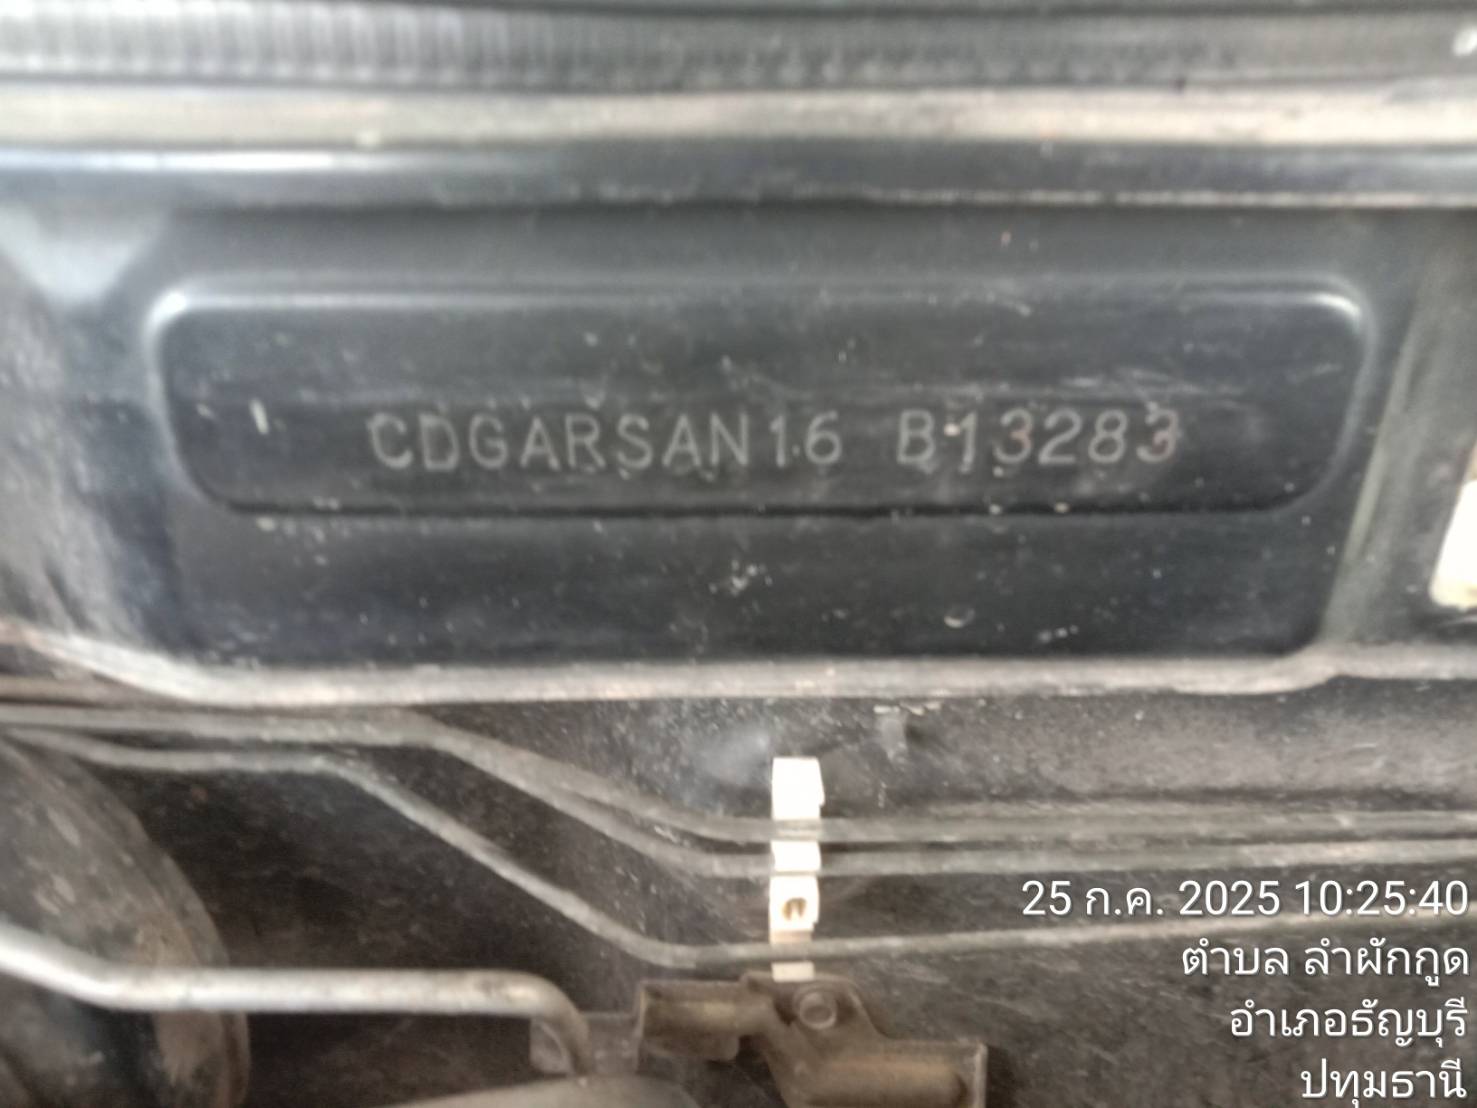 CDGARSAN16 B13283
25 ก.ค. 2025 10:25:40
ตำบล ลำผักกูด
อำเภอธัญบุรี
ปทุมธานี